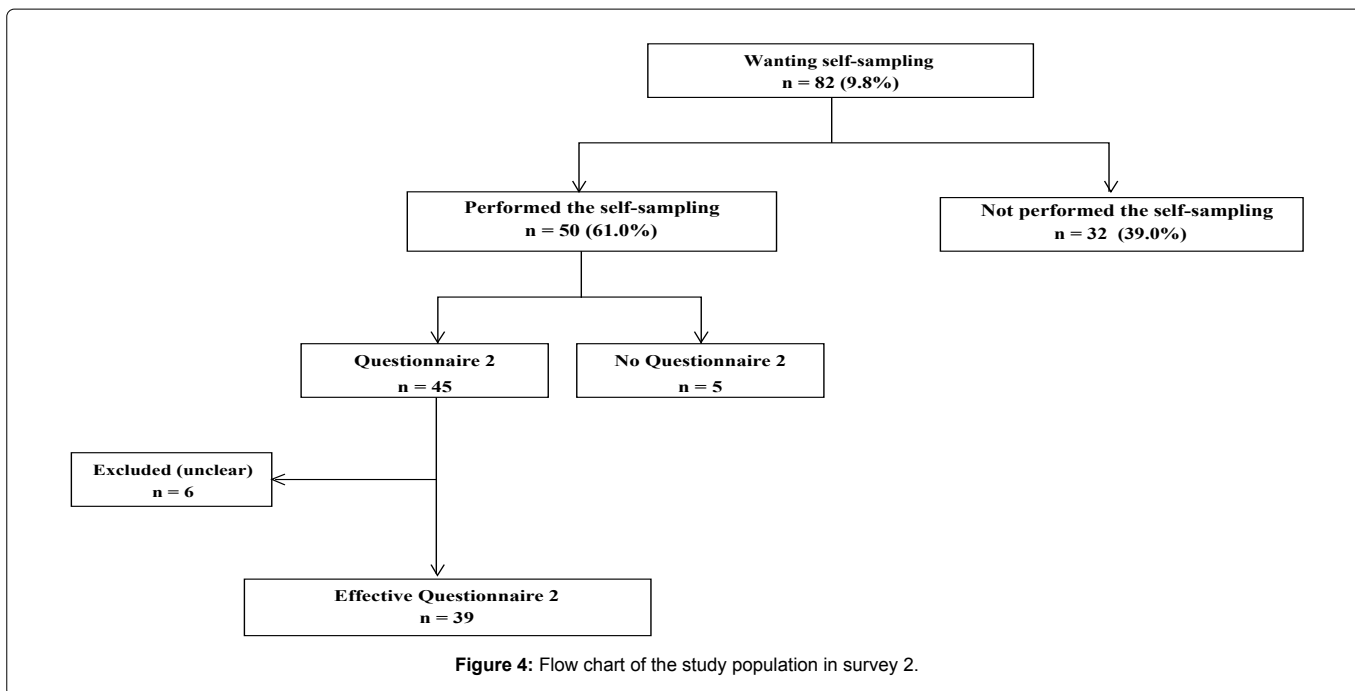 Wanting self-sampling
n = 82 (9.8%)
Performed the self-sampling
n = 50 (61.0%)
Not performed the self-sampling
n = 32 (39.0%)
Questionnaire 2
n = 45
No Questionnaire 2
n = 5
Excluded (unclear)
n = 6
Effective Questionnaire 2
n = 39
Figure 4: Flow chart of the study population in survey 2.